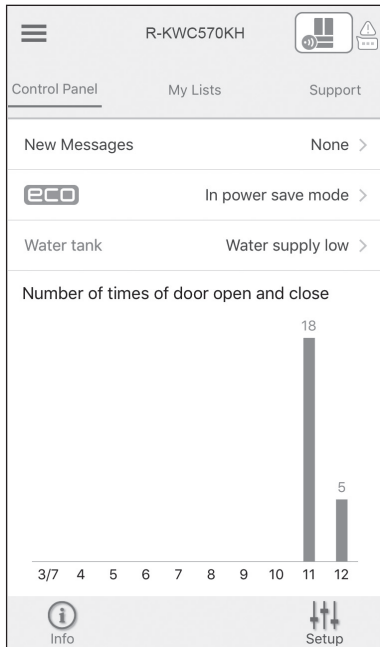 R-KWC570KH
Control Panel My Lists Support
New Messages None >
eco In power save mode >
Water tank Water supply low >
Number of times of door open and close
18
5
3/7 4 5 6 7 8 9 10 11 12
Info Setup